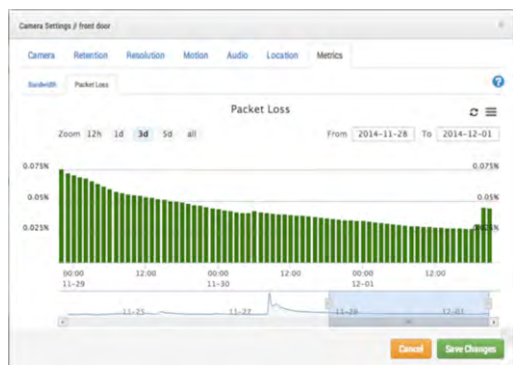 Camera Settings / front door
×
Camera Retention Resolution Motion Audio Location Metrics
Bandwidth Packet Loss
?
Packet Loss
Zoom 12h 1d 3d 5d all From 2014-11-28 To 2014-12-01
0.075% 0.075%
0.05% 0.05%
0.025% 0.025%
00:00 12:00 00:00 12:00 00:00 12:00
11-29 11-30 12-01
11-25 11-27 11-29 12-01
Cancel Save Changes